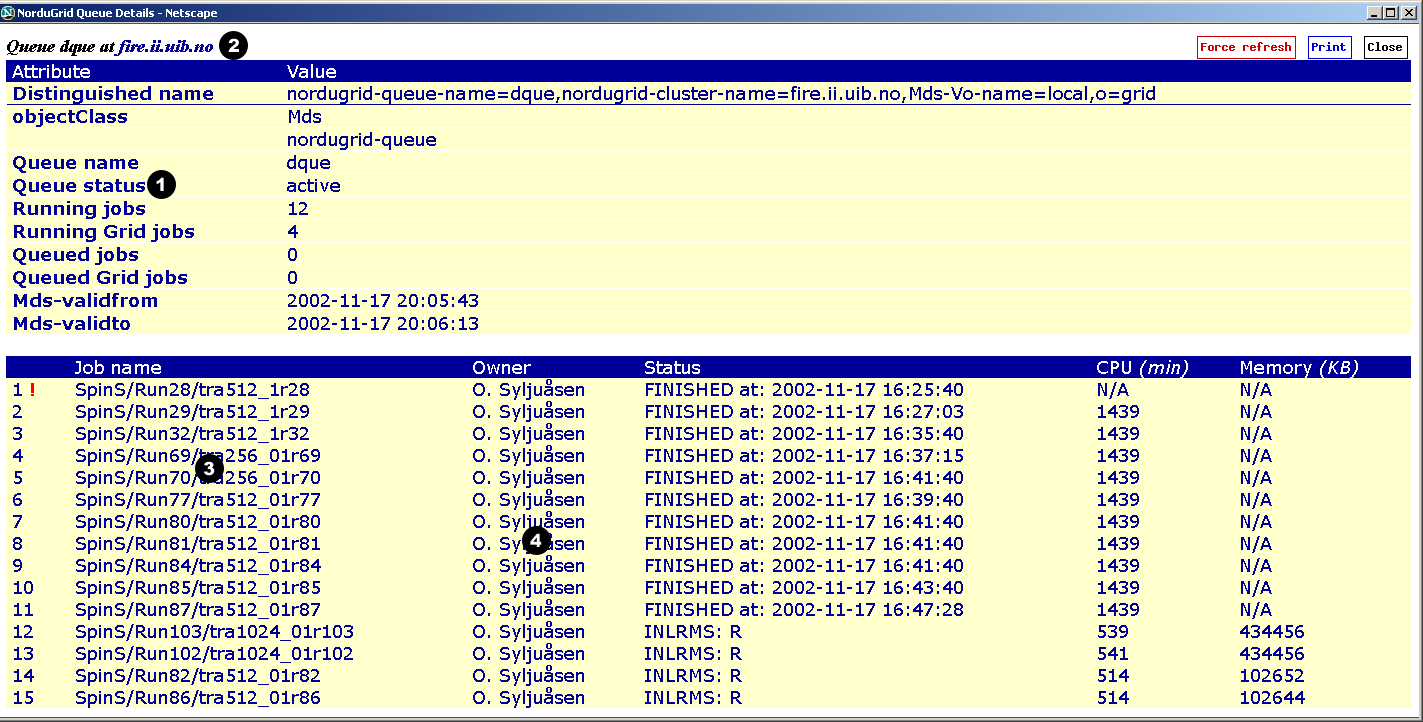 NorduGrid Queue Details - Netscape
Queue dque at fire.ii.uib.no 2 Force refresh Print Close
Attribute Value
Distinguished name nordugrid-queue-name=dque,nordugrid-cluster-name=fire.ii.uib.no,Mds-Vo-name=local,o=grid
objectClass Mds
nordugrid-queue
Queue name dque
Queue status 1 active
Running jobs 12
Running Grid jobs 4
Queued jobs 0
Queued Grid jobs 0
Mds-validfrom 2002-11-17 20:05:43
Mds-validto 2002-11-17 20:06:13
Job name Owner Status CPU (min) Memory (KB)
1 ! SpinS/Run28/tra512_1r28 O. Syljuåsen FINISHED at: 2002-11-17 16:25:40 N/A N/A
2 SpinS/Run29/tra512_1r29 O. Syljuåsen FINISHED at: 2002-11-17 16:27:03 1439 N/A
3 SpinS/Run32/tra512_1r32 O. Syljuåsen FINISHED at: 2002-11-17 16:35:40 1439 N/A
4 SpinS/Run69/tra256_01r69 O. Syljuåsen FINISHED at: 2002-11-17 16:37:15 1439 N/A
3
5 SpinS/Run70/tra256_01r70 O. Syljuåsen FINISHED at: 2002-11-17 16:41:40 1439 N/A
6 SpinS/Run77/tra512_01r77 O. Syljuåsen FINISHED at: 2002-11-17 16:39:40 1439 N/A
7 SpinS/Run80/tra512_01r80 O. Syljuåsen FINISHED at: 2002-11-17 16:41:40 1439 N/A
4
8 SpinS/Run81/tra512_01r81 O. Syljuåsen FINISHED at: 2002-11-17 16:41:40 1439 N/A
9 SpinS/Run84/tra512_01r84 O. Syljuåsen FINISHED at: 2002-11-17 16:41:40 1439 N/A
10 SpinS/Run85/tra512_01r85 O. Syljuåsen FINISHED at: 2002-11-17 16:43:40 1439 N/A
11 SpinS/Run87/tra512_01r87 O. Syljuåsen FINISHED at: 2002-11-17 16:47:28 1439 N/A
12 SpinS/Run103/tra1024_01r103 O. Syljuåsen INLRMS: R 539 434456
13 SpinS/Run102/tra1024_01r102 O. Syljuåsen INLRMS: R 541 434456
14 SpinS/Run82/tra512_01r82 O. Syljuåsen INLRMS: R 514 102652
15 SpinS/Run86/tra512_01r86 O. Syljuåsen INLRMS: R 514 102644